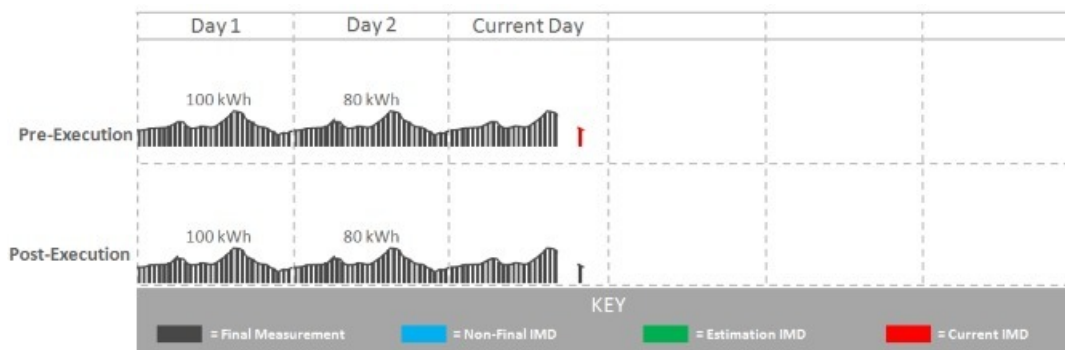 Day 1 Day 2 Current Day
100 kWh 80 kWh
Pre-Execution
100 kWh 80 kWh
Post-Execution
KEY
= Final Measurement = Non-Final IMD = Estimation IMD = Current IMD